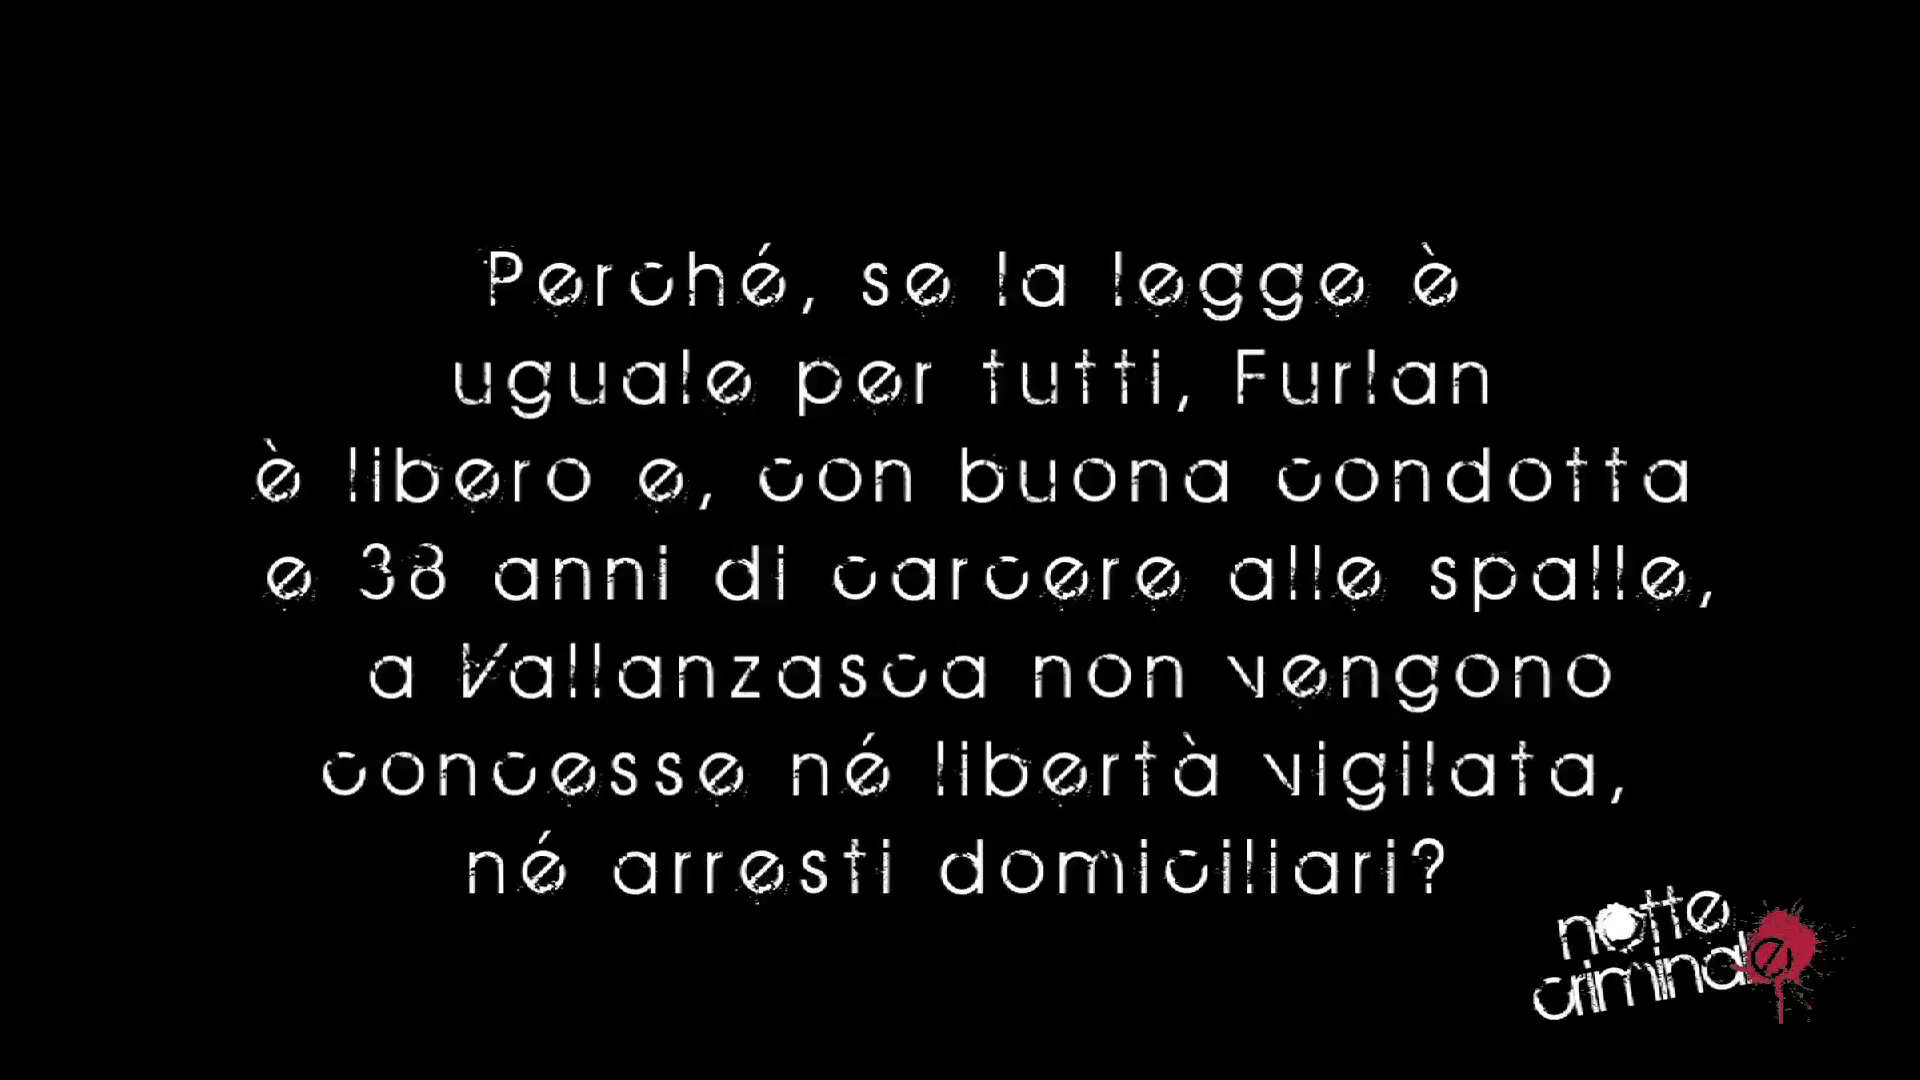 Perché, se la legge è
uguale per tutti, Furlan
è libero e, con buona condotta
e 38 anni di carcere alle spalle,
a Vallanzasca non vengono
concesse né libertà vigilata,
né arresti domiciliari?
notte
criminale